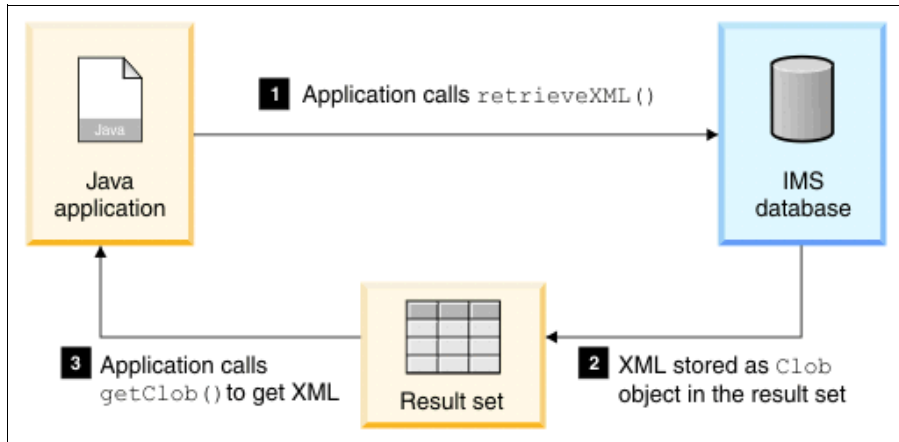 Java
1 Application calls retrieveXML()
Java
application
IMS
database
3 Application calls
getClob() to get XML
Result set
2 XML stored as Clob
object in the result set